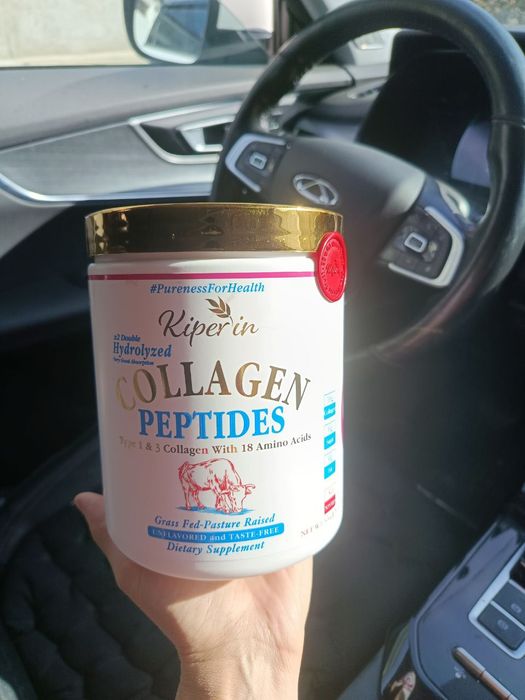 #PurenessForHealth
Kiperin
x2 Double
Hydrolyzed
COLLAGEN
PEPTIDES
Type 1 & 3 Collagen With 18 Amino Acids
Grass Fed-Pasture Raised
UNFLAVORED and TASTE-FREE
Dietary Supplement
NET